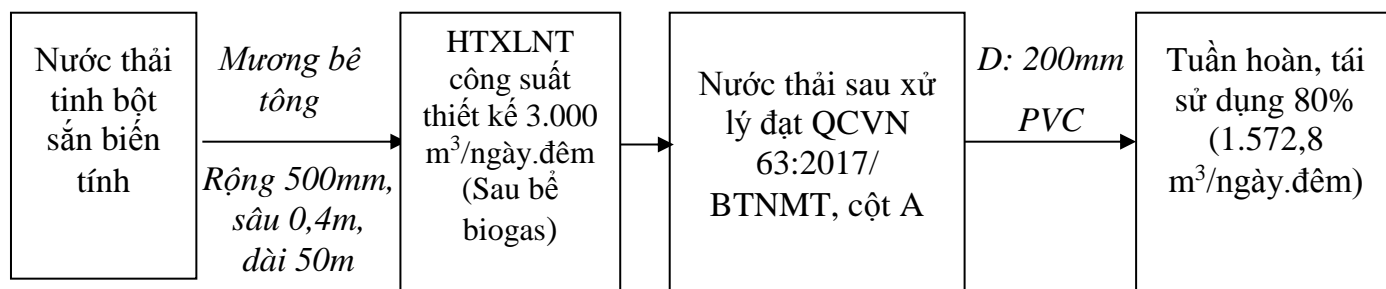 Nước thải
tinh bột
sắn biến
tính
Mương bê
tông
Rộng 500mm,
sâu 0,4m,
dài 50m
HTXLNT
công suất
thiết kế 3.000
m³/ngày.đêm
(Sau bể
biogas)
Nước thải sau xử
lý đạt QCVN
63:2017/
BTNMT, cột A
D: 200mm
PVC
Tuần hoàn, tái
sử dụng 80%
(1.572,8
m³/ngày.đêm)